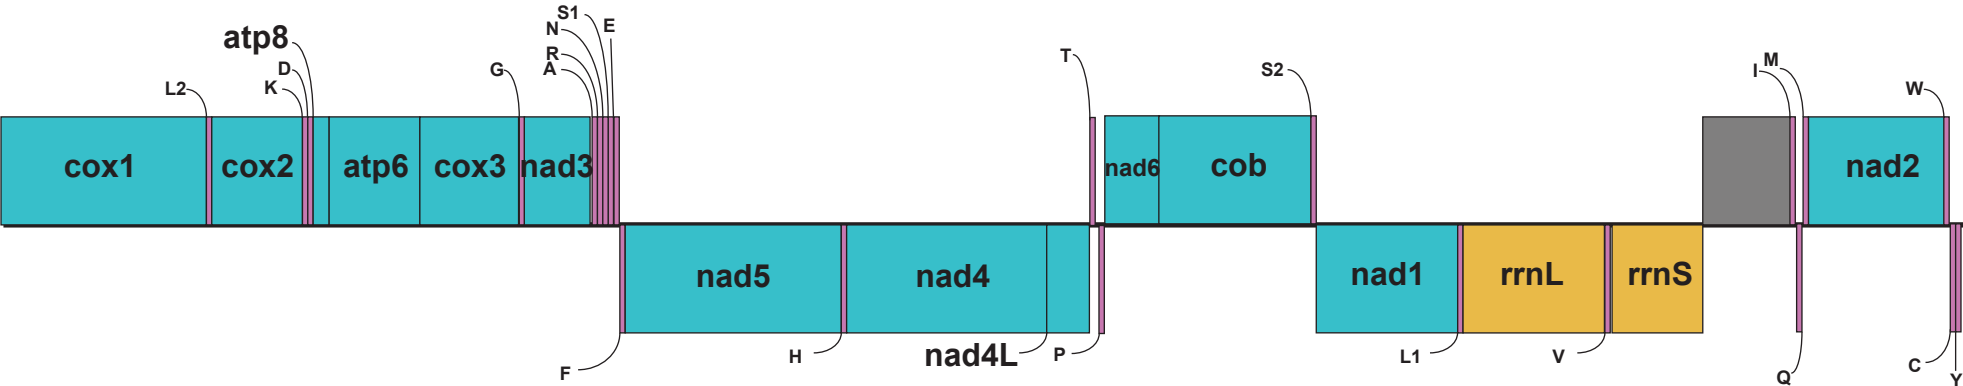 S1
N
E
atp8
R
T
D
A
G
S2
M
I
K
L2
W
cox1
cox2
atp6
cox3
nad3
nad6
cob
nad2
nad5
nad4
nad1
rrnL
rrnS
F
H
nad4L
P
L1
V
Q
C
Y